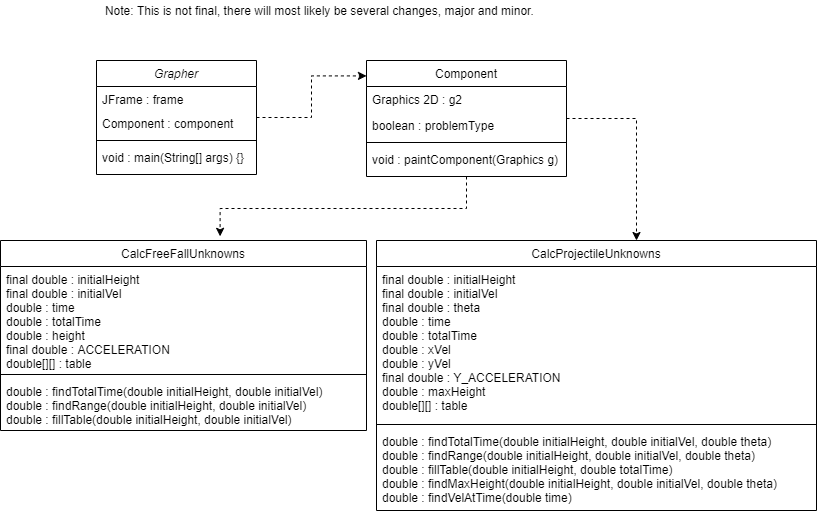 Note: This is not final, there will most likely be several changes, major and minor.
Grapher
JFrame : frame
Component : component
void : main(String[] args) {}
Component
Graphics 2D : g2
boolean : problemType
void : paintComponent(Graphics g)
CalcFreeFallUnknowns
final double : initialHeight
final double : initialVel
double : time
double : totalTime
double : height
final double : ACCELERATION
double[][] : table
double : findTotalTime(double initialHeight, double initialVel)
double : findRange(double initialHeight, double initialVel)
double : fillTable(double initialHeight, double initialVel)
CalcProjectileUnknowns
final double : initialHeight
final double : initialVel
final double : theta
double : time
double : totalTime
double : xVel
double : yVel
final double : Y_ACCELERATION
double : maxHeight
double[][] : table
double : findTotalTime(double initialHeight, double initialVel, double theta)
double : findRange(double initialHeight, double initialVel, double theta)
double : fillTable(double initialHeight, double totalTime)
double : findMaxHeight(double initialHeight, double initialVel, double theta)
double : findVelAtTime(double time)